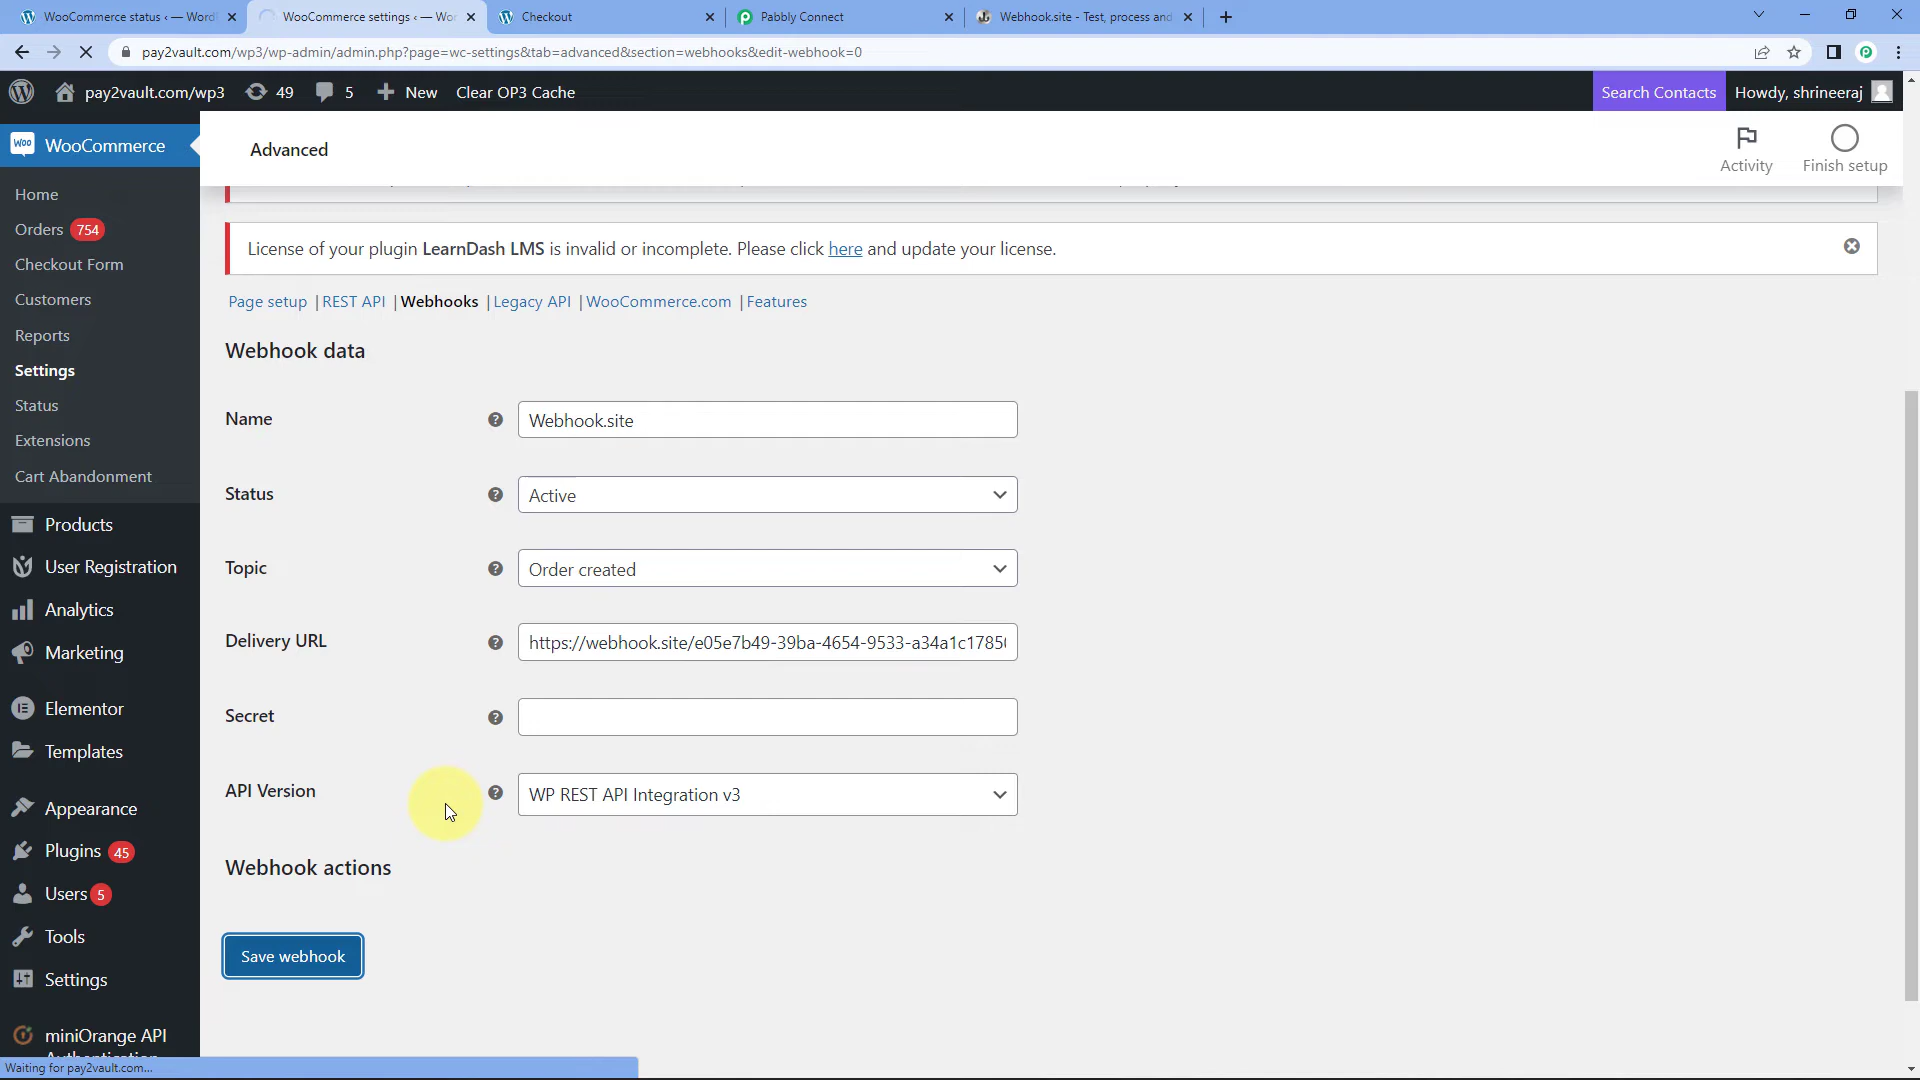 WooCommerce status ‹ — Word
WooCommerce settings ‹ — Wo
Checkout
Pabbly Connect
Webhook.site - Test, process and
pay2vault.com/wp3/wp-admin/admin.php?page=wc-settings&tab=advanced&section=webhooks&edit-webhook=0
pay2vault.com/wp3
49
5
New
Clear OP3 Cache
Search Contacts
Howdy, shrineeraj
WooCommerce
Home
Orders 754
Checkout Form
Customers
Reports
Settings
Status
Extensions
Cart Abandonment
Products
User Registration
Analytics
Marketing
Elementor
Templates
Appearance
Plugins 45
Users 5
Tools
Settings
miniOrange API
Authentication
Advanced
Activity
Finish setup
License of your plugin LearnDash LMS is invalid or incomplete. Please click here and update your license.
Page setup | REST API | Webhooks | Legacy API | WooCommerce.com | Features
Webhook data
Name
Webhook.site
Status
Active
Topic
Order created
Delivery URL
https://webhook.site/e05e7b49-39ba-4654-9533-a34a1c1785
Secret
API Version
WP REST API Integration v3
Webhook actions
Save webhook
Waiting for pay2vault.com...